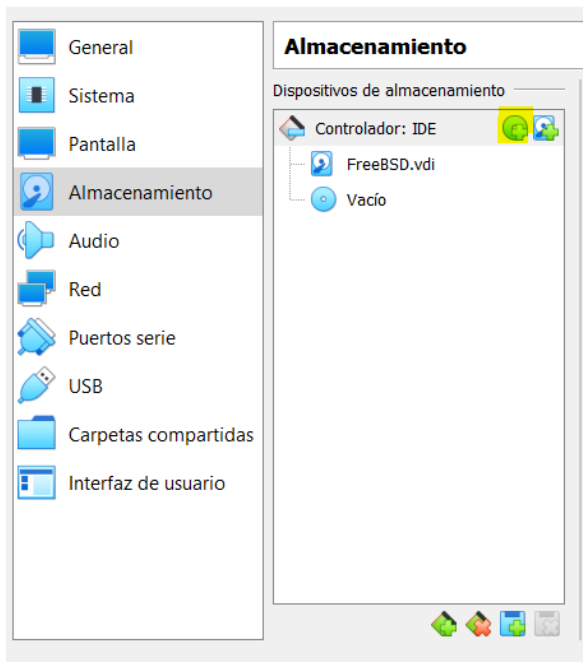 General
Sistema
Pantalla
Almacenamiento
Audio
Red
Puertos serie
USB
Carpetas compartidas
Interfaz de usuario
Almacenamiento
Dispositivos de almacenamiento
Controlador: IDE
FreeBSD.vdi
Vacío